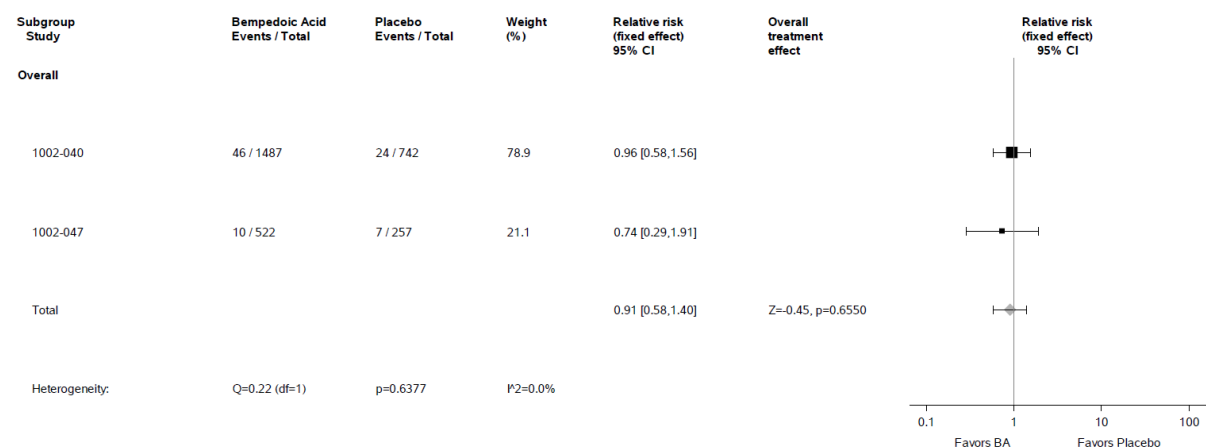 Subgroup Bempedoic Acid Placebo Weight Relative risk Overall Relative risk
Study Events / Total Events / Total (%) (fixed effect) treatment (fixed effect)
95% CI effect 95% CI
Overall
1002-040 46 / 1487 24 / 742 78.9 0.96 [0.58,1.56]
1002-047 10 / 522 7 / 257 21.1 0.74 [0.29,1.91]
Total 0.91 [0.58,1.40] Z=-0.45, p=0.6550
Heterogeneity: Q=0.22 (df=1) p=0.6377 I^2=0.0%
0.1 1 10 100
Favors BA Favors Placebo